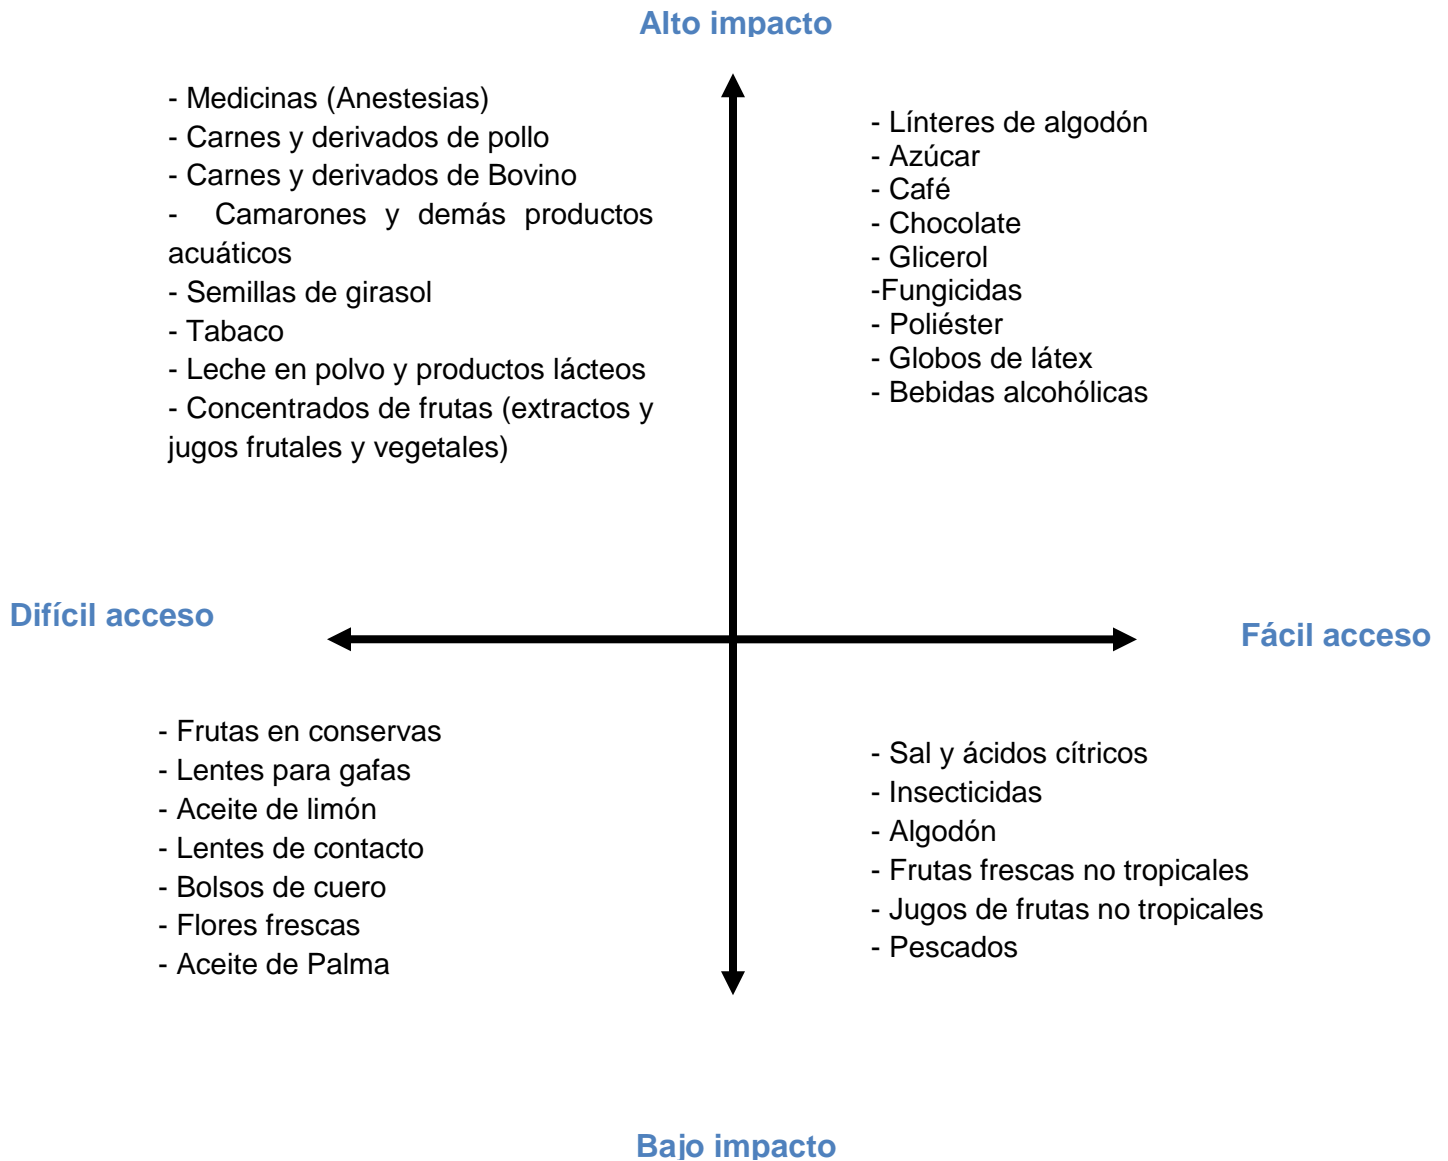 Alto impacto
- Medicinas (Anestesias)
- Carnes y derivados de pollo
- Carnes y derivados de Bovino
- Camarones y demás productos
acuáticos
- Semillas de girasol
- Tabaco
- Leche en polvo y productos lácteos
- Concentrados de frutas (extractos y
jugos frutales y vegetales)
- Línteres de algodón
- Azúcar
- Café
- Chocolate
- Glicerol
-Fungicidas
- Poliéster
- Globos de látex
- Bebidas alcohólicas
Difícil acceso
Fácil acceso
- Frutas en conservas
- Lentes para gafas
- Aceite de limón
- Lentes de contacto
- Bolsos de cuero
- Flores frescas
- Aceite de Palma
- Sal y ácidos cítricos
- Insecticidas
- Algodón
- Frutas frescas no tropicales
- Jugos de frutas no tropicales
- Pescados
Bajo impacto